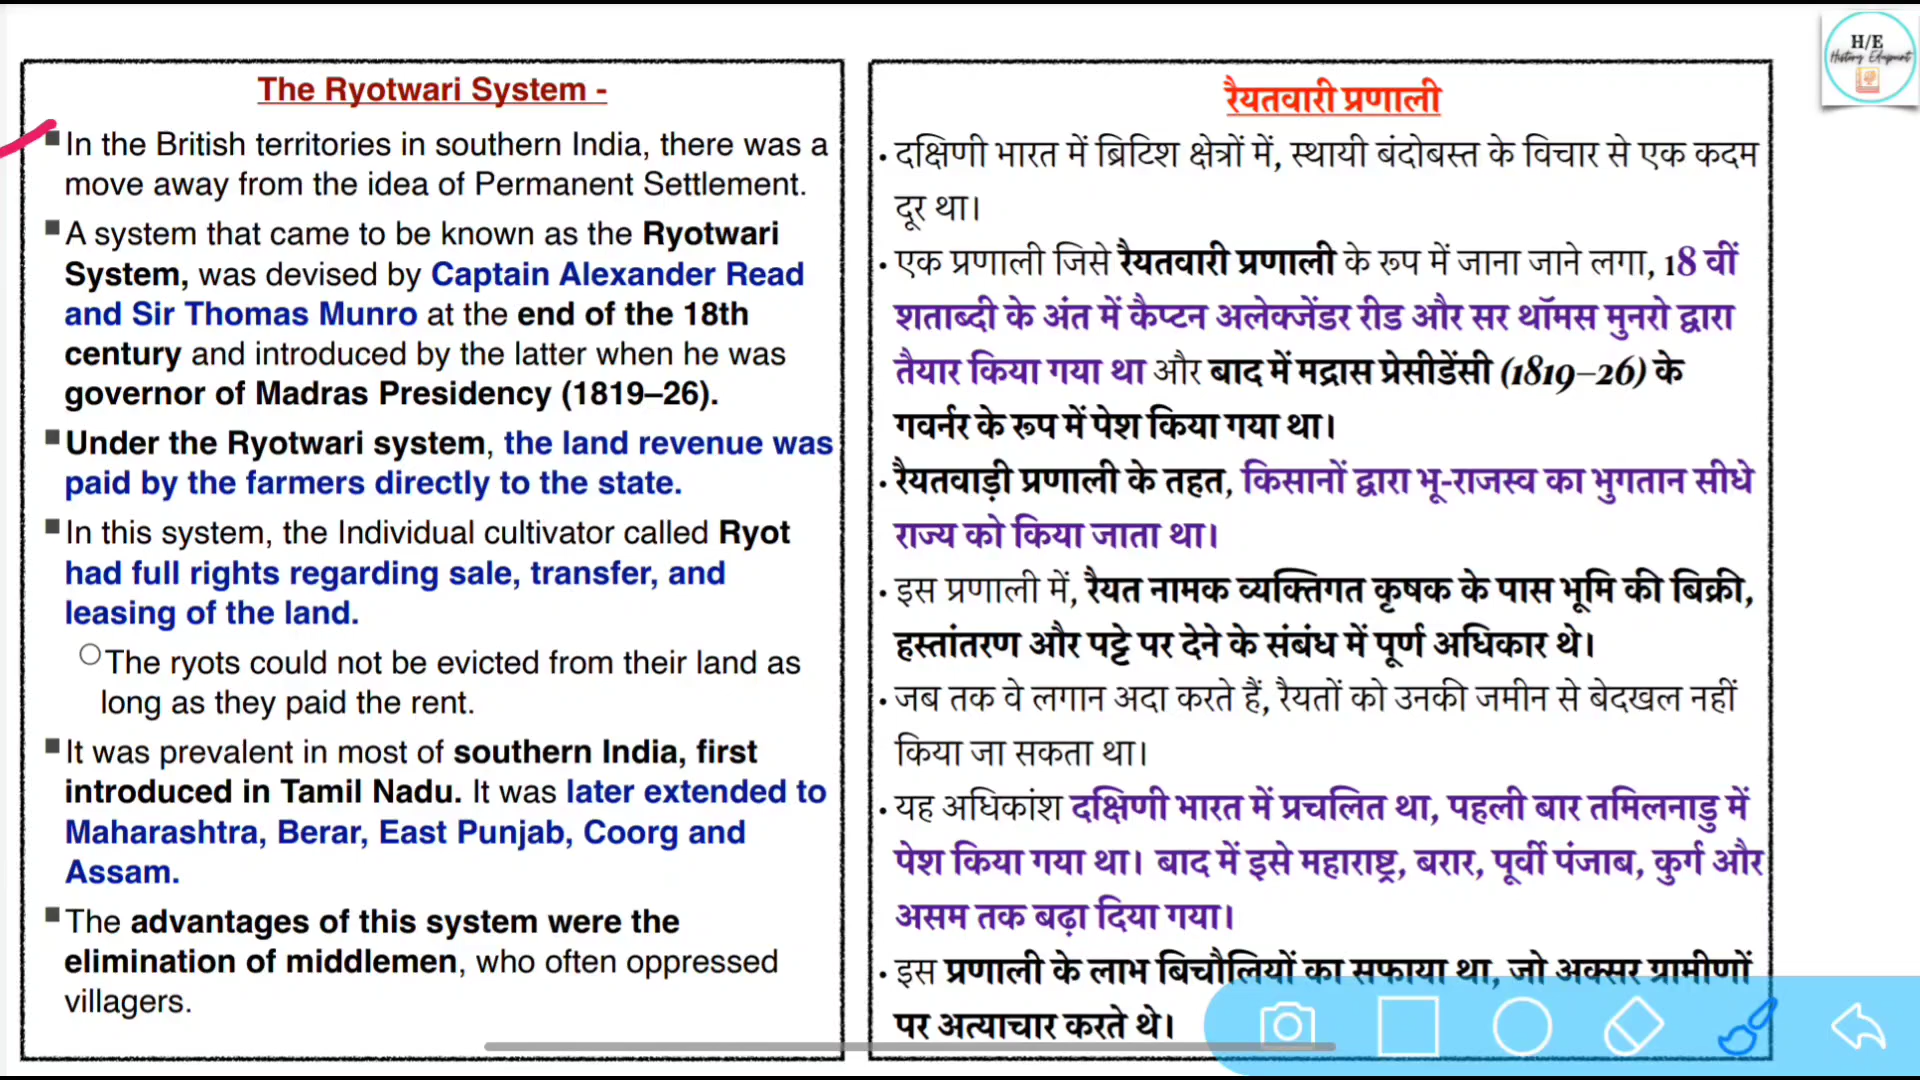 H/E
History Edupoint
The Ryotwari System -
▪In the British territories in southern India, there was a
move away from the idea of Permanent Settlement.
▪A system that came to be known as the Ryotwari
System, was devised by Captain Alexander Read
and Sir Thomas Munro at the end of the 18th
century and introduced by the latter when he was
governor of Madras Presidency (1819–26).
▪Under the Ryotwari system, the land revenue was
paid by the farmers directly to the state.
▪In this system, the Individual cultivator called Ryot
had full rights regarding sale, transfer, and
leasing of the land.
○The ryots could not be evicted from their land as
long as they paid the rent.
▪It was prevalent in most of southern India, first
introduced in Tamil Nadu. It was later extended to
Maharashtra, Berar, East Punjab, Coorg and
Assam.
▪The advantages of this system were the
elimination of middlemen, who often oppressed
villagers.
रैयतवारी प्रणाली
• दक्षिणी भारत में ब्रिटिश क्षेत्रों में, स्थायी बंदोबस्त के विचार से एक कदम
दूर था।
• एक प्रणाली जिसे रैयतवारी प्रणाली के रूप में जाना जाने लगा, 18 वीं
शताब्दी के अंत में कैप्टन अलेक्जेंडर रीड और सर थॉमस मुनरो द्वारा
तैयार किया गया था और बाद में मद्रास प्रेसीडेंसी (1819–26) के
गवर्नर के रूप में पेश किया गया था।
• रैयतवाड़ी प्रणाली के तहत, किसानों द्वारा भू-राजस्व का भुगतान सीधे
राज्य को किया जाता था।
• इस प्रणाली में, रैयत नामक व्यक्तिगत कृषक के पास भूमि की बिक्री,
हस्तांतरण और पट्टे पर देने के संबंध में पूर्ण अधिकार थे।
• जब तक वे लगान अदा करते हैं, रैयतों को उनकी जमीन से बेदखल नहीं
किया जा सकता था।
• यह अधिकांश दक्षिणी भारत में प्रचलित था, पहली बार तमिलनाडु में
पेश किया गया था। बाद में इसे महाराष्ट्र, बरार, पूर्वी पंजाब, कुर्ग और
असम तक बढ़ा दिया गया।
• इस प्रणाली के लाभ बिचौलियों का सफाया था, जो अक्सर ग्रामीणों
पर अत्याचार करते थे।